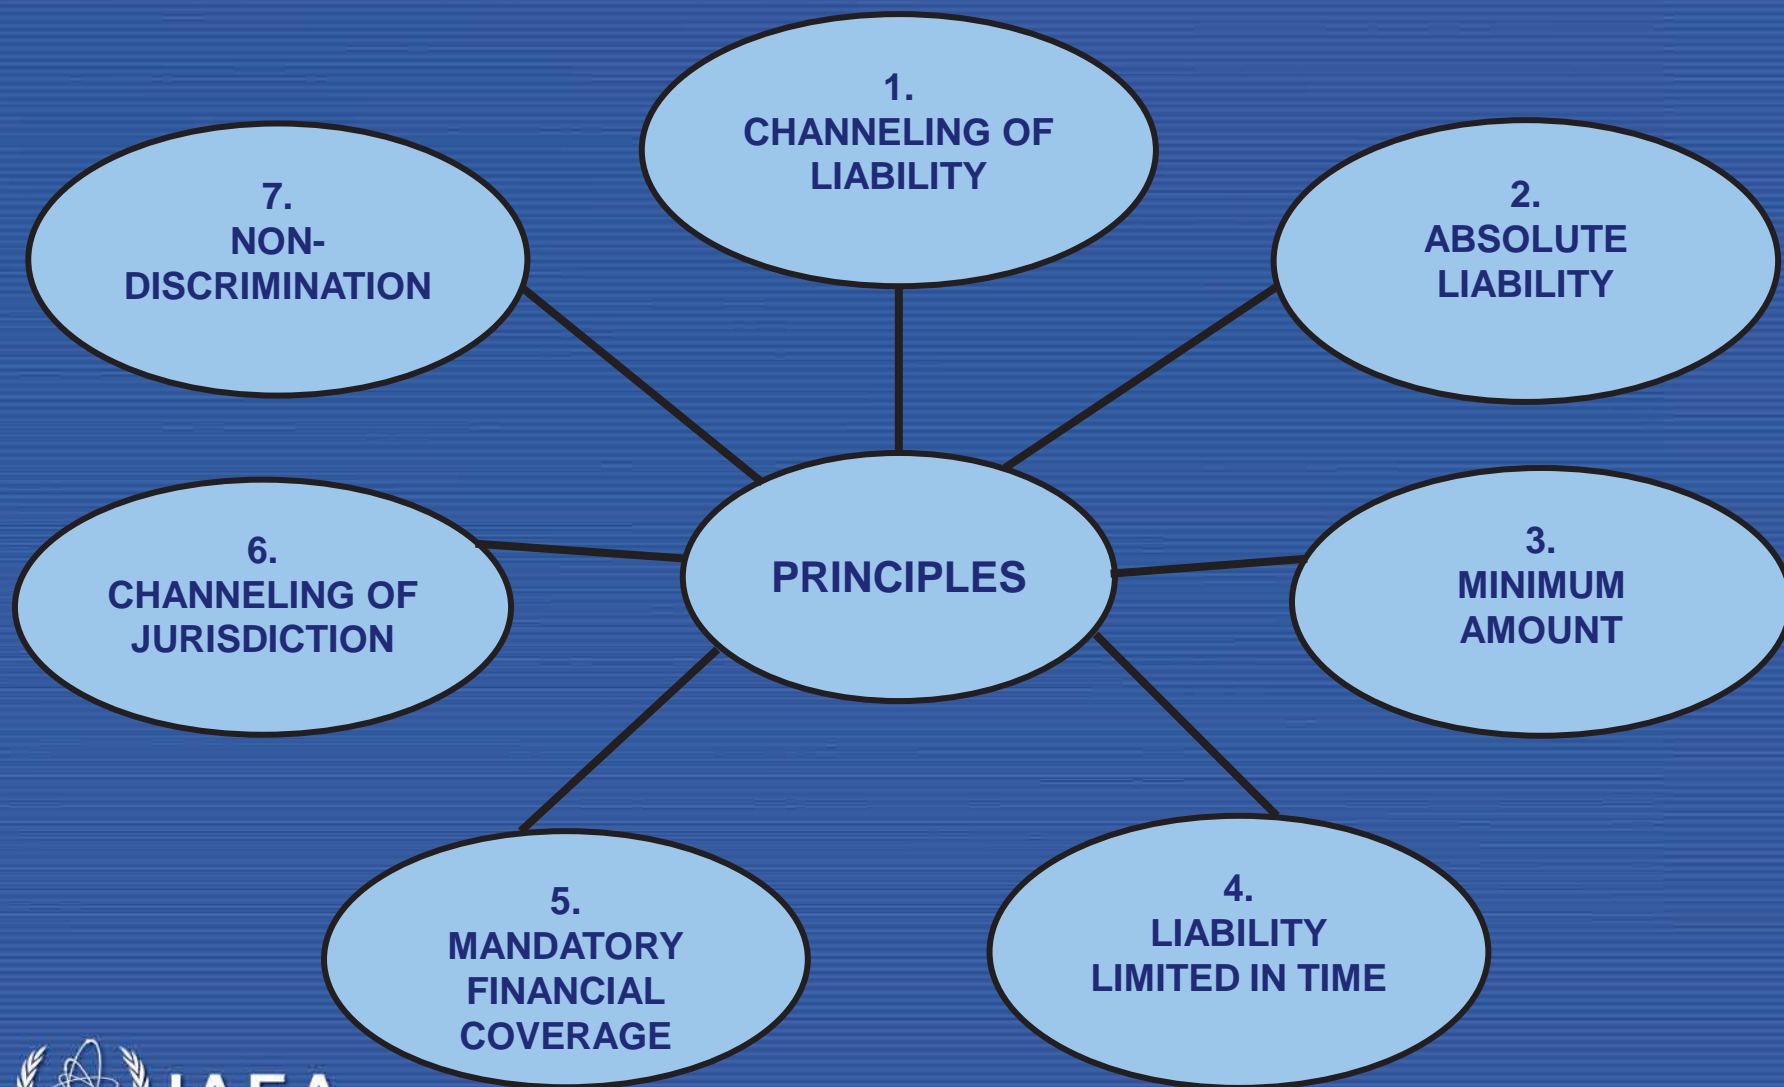 1.
CHANNELING OF
LIABILITY
2.
ABSOLUTE
LIABILITY
3.
MINIMUM
AMOUNT
4.
LIABILITY
LIMITED IN TIME
5.
MANDATORY
FINANCIAL
COVERAGE
6.
CHANNELING OF
JURISDICTION
7.
NON-
DISCRIMINATION
PRINCIPLES
IAEA